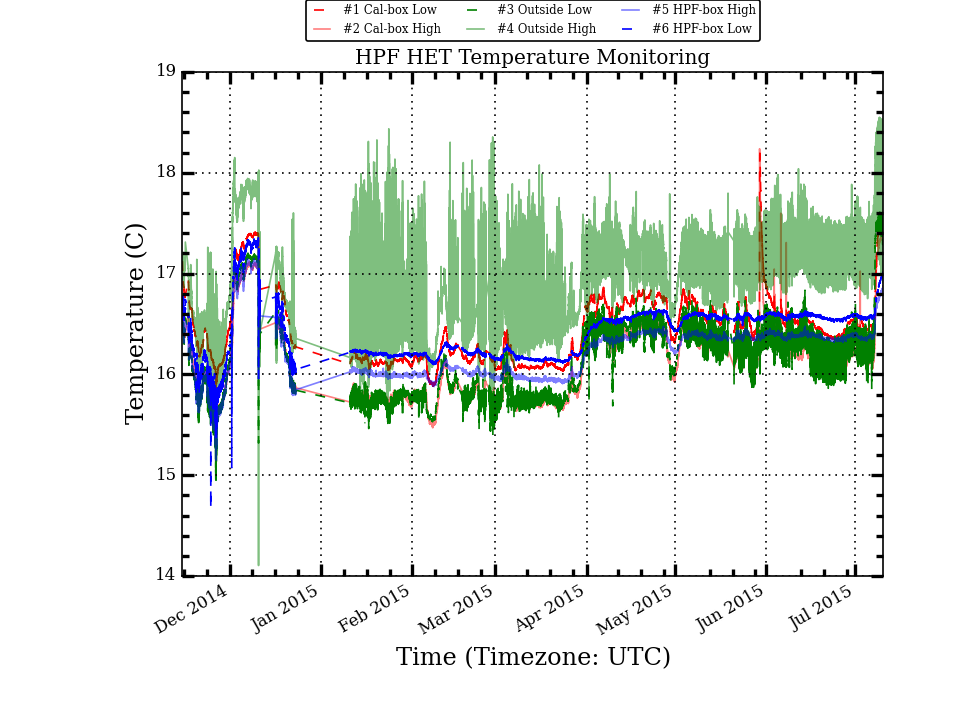 #1 Cal-box Low #3 Outside Low #5 HPF-box High
#2 Cal-box High #4 Outside High #6 HPF-box Low
HPF HET Temperature Monitoring
19
18
17
16
15
14
Temperature (C)
Dec 2014 Jan 2015 Feb 2015 Mar 2015 Apr 2015 May 2015 Jun 2015 Jul 2015
Time (Timezone: UTC)